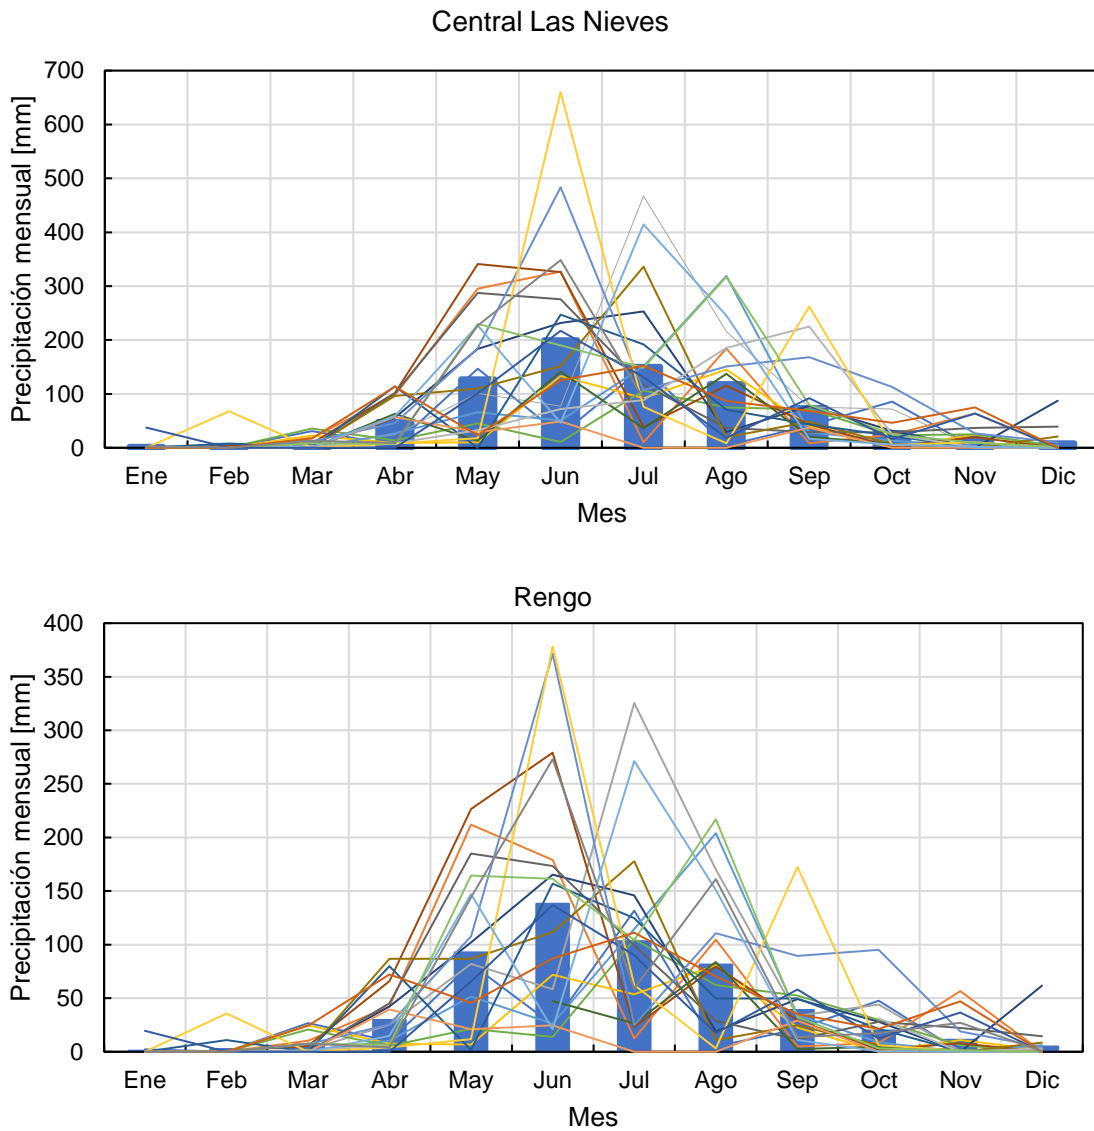 Central Las Nieves
Precipitación mensual [mm]
700
600
500
400
300
200
100
0
Ene Feb Mar Abr May Jun Jul Ago Sep Oct Nov Dic
Mes
Rengo
Precipitación mensual [mm]
400
350
300
250
200
150
100
50
0
Ene Feb Mar Abr May Jun Jul Ago Sep Oct Nov Dic
Mes